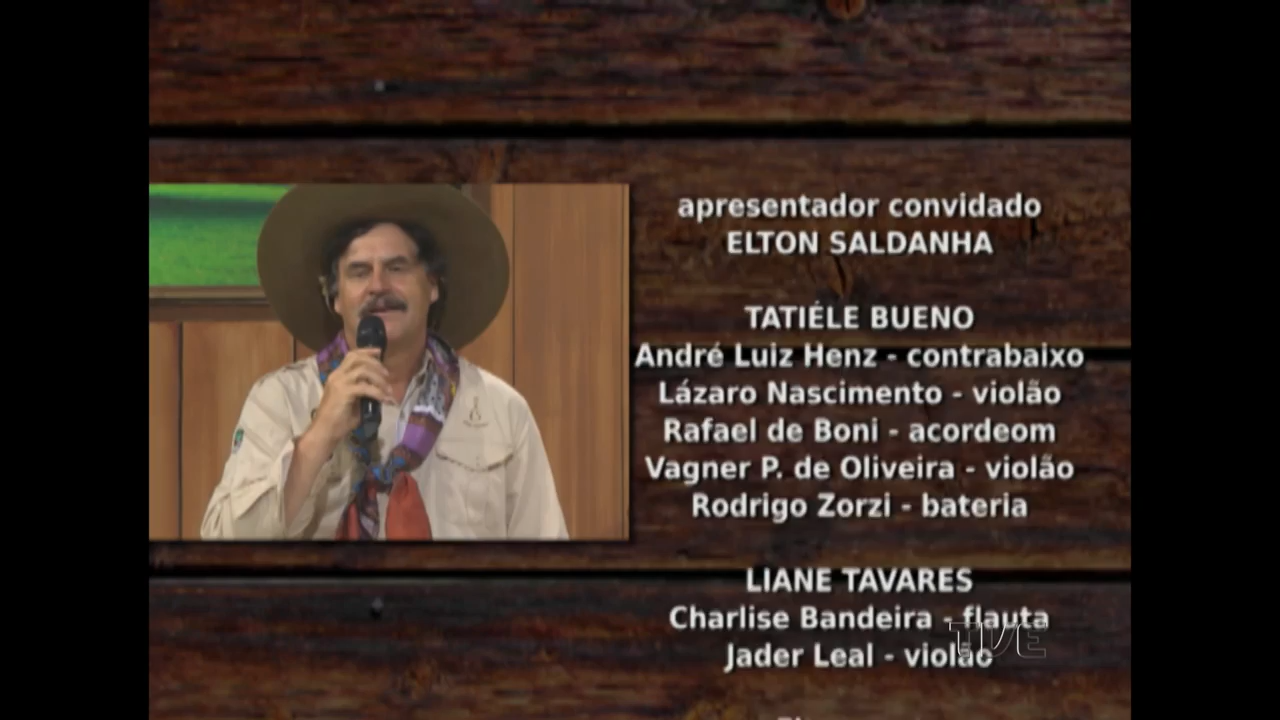 apresentador convidado
ELTON SALDANHA
TATIÉLE BUENO
André Luiz Henz - contrabaixo
Lázaro Nascimento - violão
Rafael de Boni - acordeom
Vagner P. de Oliveira - violão
Rodrigo Zorzi - bateria
LIANE TAVARES
Charlise Bandeira - flauta
Jader Leal - violão
TVE